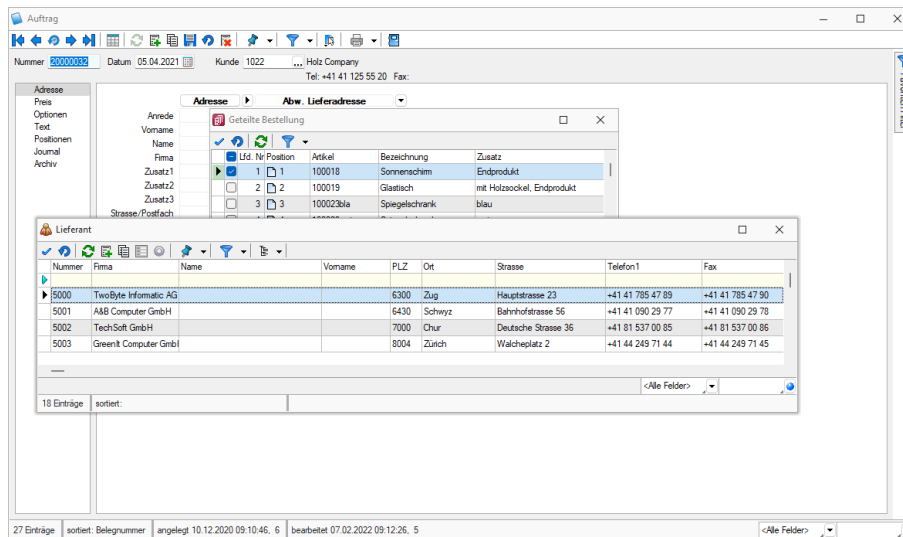 Auftrag
Nummer 20000032 Datum 05.04.2021 Kunde 1022 ... Holz Company
Tel: +41 41 125 55 20 Fax:
Adresse
Preis
Optionen
Text
Positionen
Journal
Archiv
Adresse Abw. Lieferadresse
Anrede
Vorname
Name
Firma
Zusatz1
Zusatz2
Zusatz3
Strasse/Postfach
Geteilte Bestellung
Lfd. Nr Position Artikel Bezeichnung Zusatz
1 1 100018 Sonnenschirm Endprodukt
2 2 100019 Glastisch mit Holzsockel, Endprodukt
3 3 100023bla Spiegelschrank blau
Lieferant
Nummer Firma Name Vorname PLZ Ort Strasse Telefon1 Fax
5000 TwoByte Informatic AG 6300 Zug Hauptstrasse 23 +41 41 785 47 89 +41 41 785 47 90
5001 A&B Computer GmbH 6430 Schwyz Bahnhofstrasse 56 +41 41 090 29 77 +41 41 090 29 78
5002 TechSoft GmbH 7000 Chur Deutsche Strasse 36 +41 81 537 00 85 +41 81 537 00 86
5003 GreenIt Computer Gmbl 8004 Zürich Walcheplatz 2 +41 44 249 71 44 +41 44 249 71 45
<Alle Felder>
18 Einträge sortiert:
27 Einträge sortiert: Belegnummer angelegt 10.12.2020 09:10:46, 6 bearbeitet 07.02.2022 09:12:26, 5 <Alle Felder>